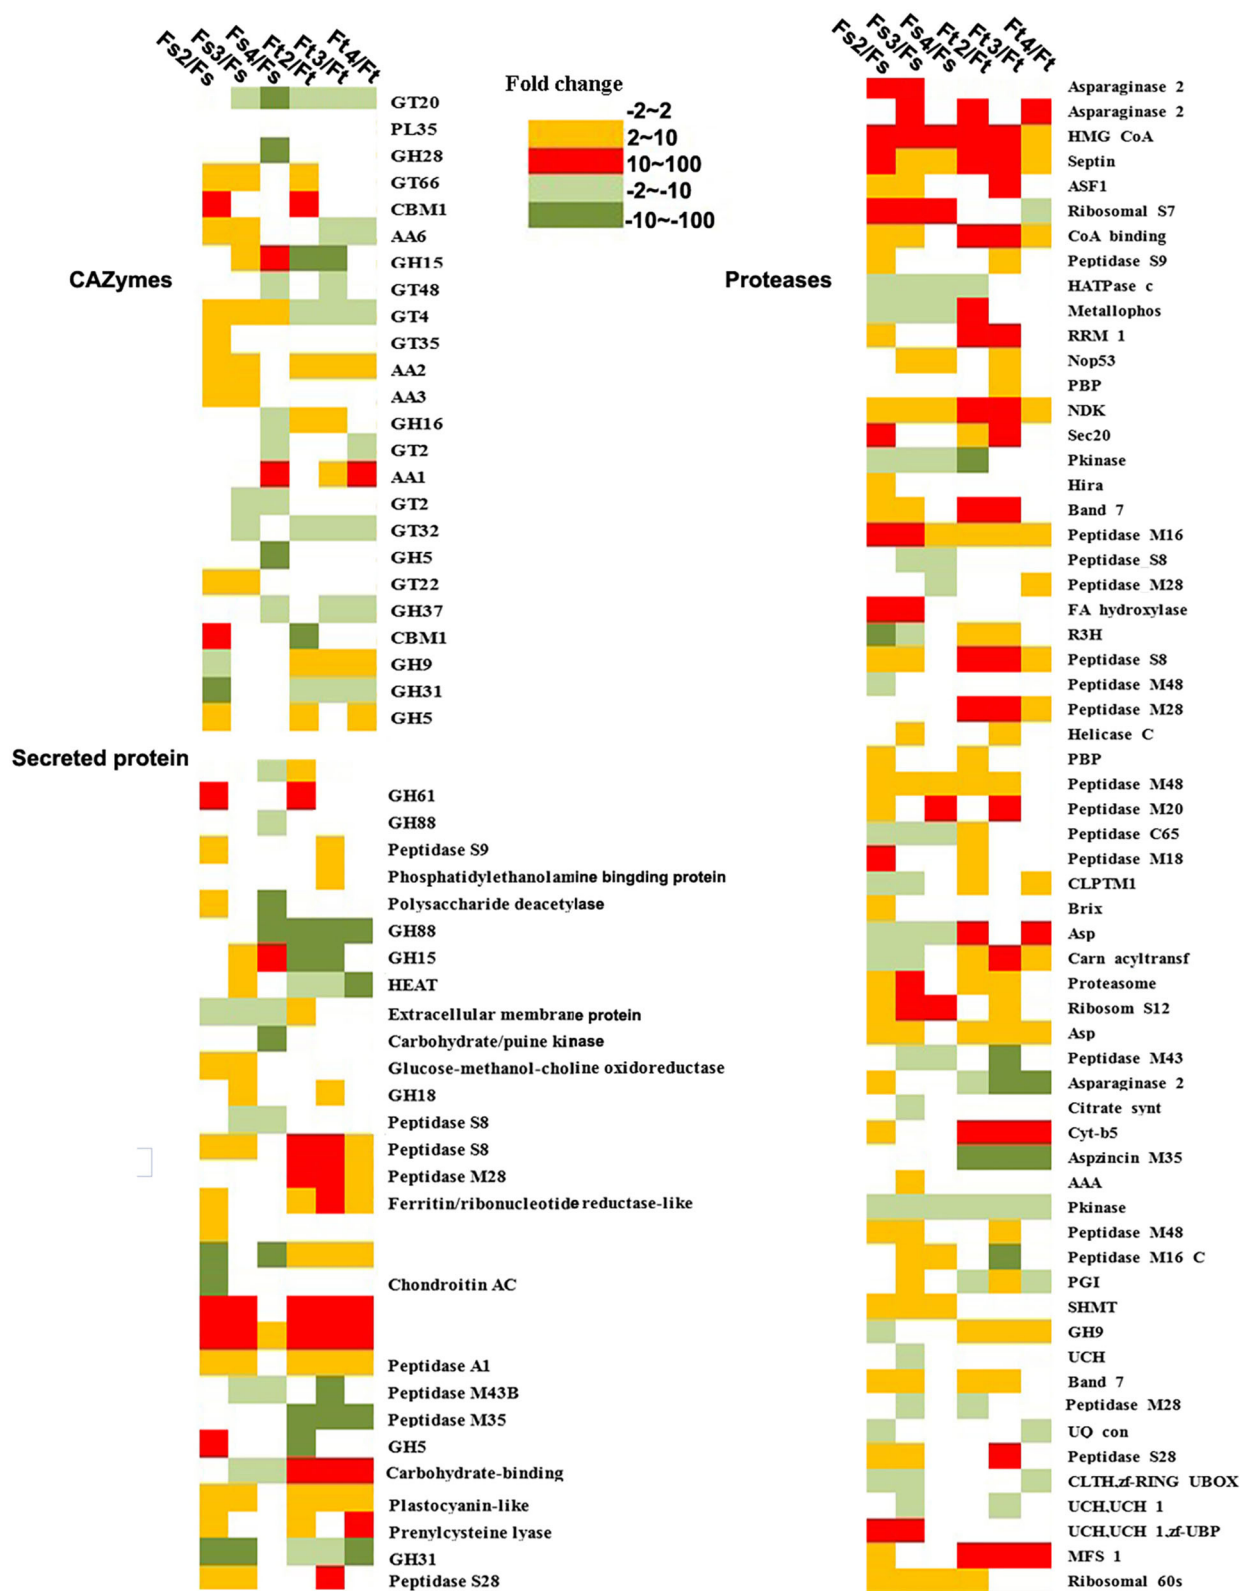 Fs2/Fs
Fs3/Fs
Fs4/Fs
Ft2/Ft
Ft3/Ft
Ft4/Ft
CAZymes
GT20
PL35
GH28
GT66
CBM1
AA6
GH15
GT48
GT4
GT35
AA2
AA3
GH16
GT2
AA1
GT2
GT32
GH5
GT22
GH37
CBM1
GH9
GH31
GH5
Secreted protein
GH61
GH88
Peptidase S9
Phosphatidylethanolamine bingding protein
Polysaccharide deacetylase
GH88
GH15
HEAT
Extracellular membrane protein
Carbohydrate/puine kinase
Glucose-methanol-choline oxidoreductase
GH18
Peptidase S8
Peptidase S8
Peptidase M28
Ferritin/ribonucleotide reductase-like
Chondroitin AC
Peptidase A1
Peptidase M43B
Peptidase M35
GH5
Carbohydrate-binding
Plastocyanin-like
Prenylcysteine lyase
GH31
Peptidase S28
Fold change
-2~2
2~10
10~100
-2~-10
-10~-100
Fs2/Fs
Fs3/Fs
Fs4/Fs
Ft2/Ft
Ft3/Ft
Ft4/Ft
Proteases
Asparaginase 2
Asparaginase 2
HMG CoA
Septin
ASF1
Ribosomal S7
CoA binding
Peptidase S9
HATPase c
Metallophos
RRM 1
Nop53
PBP
NDK
Sec20
Pkinase
Hira
Band 7
Peptidase M16
Peptidase S8
Peptidase M28
FA hydroxylase
R3H
Peptidase S8
Peptidase M48
Peptidase M28
Helicase C
PBP
Peptidase M48
Peptidase M20
Peptidase C65
Peptidase M18
CLPTM1
Brix
Asp
Carn acyltransf
Proteasome
Ribosom S12
Asp
Peptidase M43
Asparaginase 2
Citrate synt
Cyt-b5
Aspzincin M35
AAA
Pkinase
Peptidase M48
Peptidase M16 C
PGI
SHMT
GH9
UCH
Band 7
Peptidase M28
UQ con
Peptidase S28
CLTH,zf-RING UBOX
UCH,UCH 1
UCH,UCH 1,zf-UBP
MFS 1
Ribosomal 60s